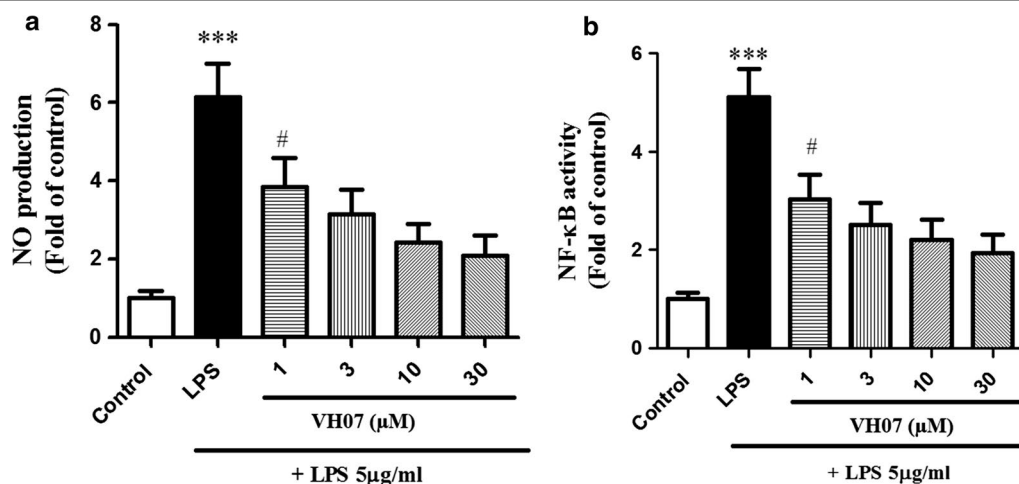 a
NO production
(Fold of control)
8
6
4
2
0
***
#
Control
LPS
1
3
10
30
VH07 (μM)
+ LPS 5μg/ml
b
NF-κB activity
(Fold of control)
6
4
2
0
***
#
Control
LPS
1
3
10
30
VH07 (μM)
+ LPS 5μg/ml